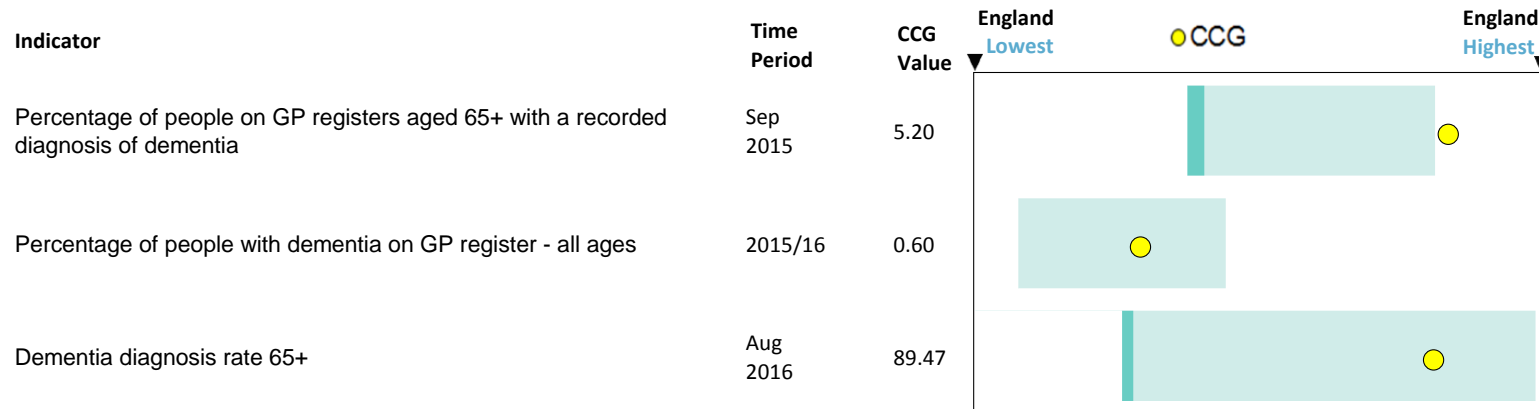 Indicator
Time Period
CCG Value
England Lowest
CCG
England Highest
Percentage of people on GP registers aged 65+ with a recorded
diagnosis of dementia
Sep 2015
5.20
Percentage of people with dementia on GP register - all ages
2015/16
0.60
Dementia diagnosis rate 65+
Aug 2016
89.47